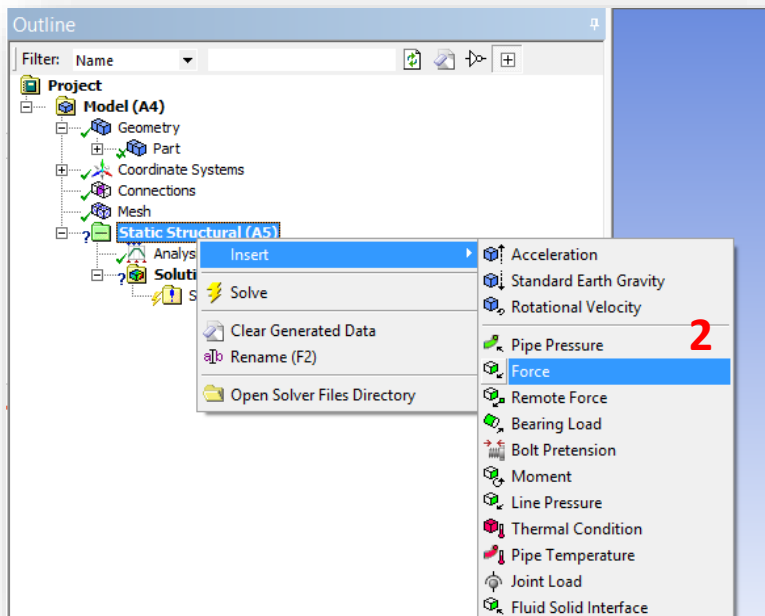 Outline
Filter: Name
Project
Model (A4)
Geometry
Part
Coordinate Systems
Connections
Mesh
Static Structural (A5)
Analys
Soluti
S
Insert
Solve
Clear Generated Data
Rename (F2)
Open Solver Files Directory
Acceleration
Standard Earth Gravity
Rotational Velocity
2
Pipe Pressure
Force
Remote Force
Bearing Load
Bolt Pretension
Moment
Line Pressure
Thermal Condition
Pipe Temperature
Joint Load
Fluid Solid Interface